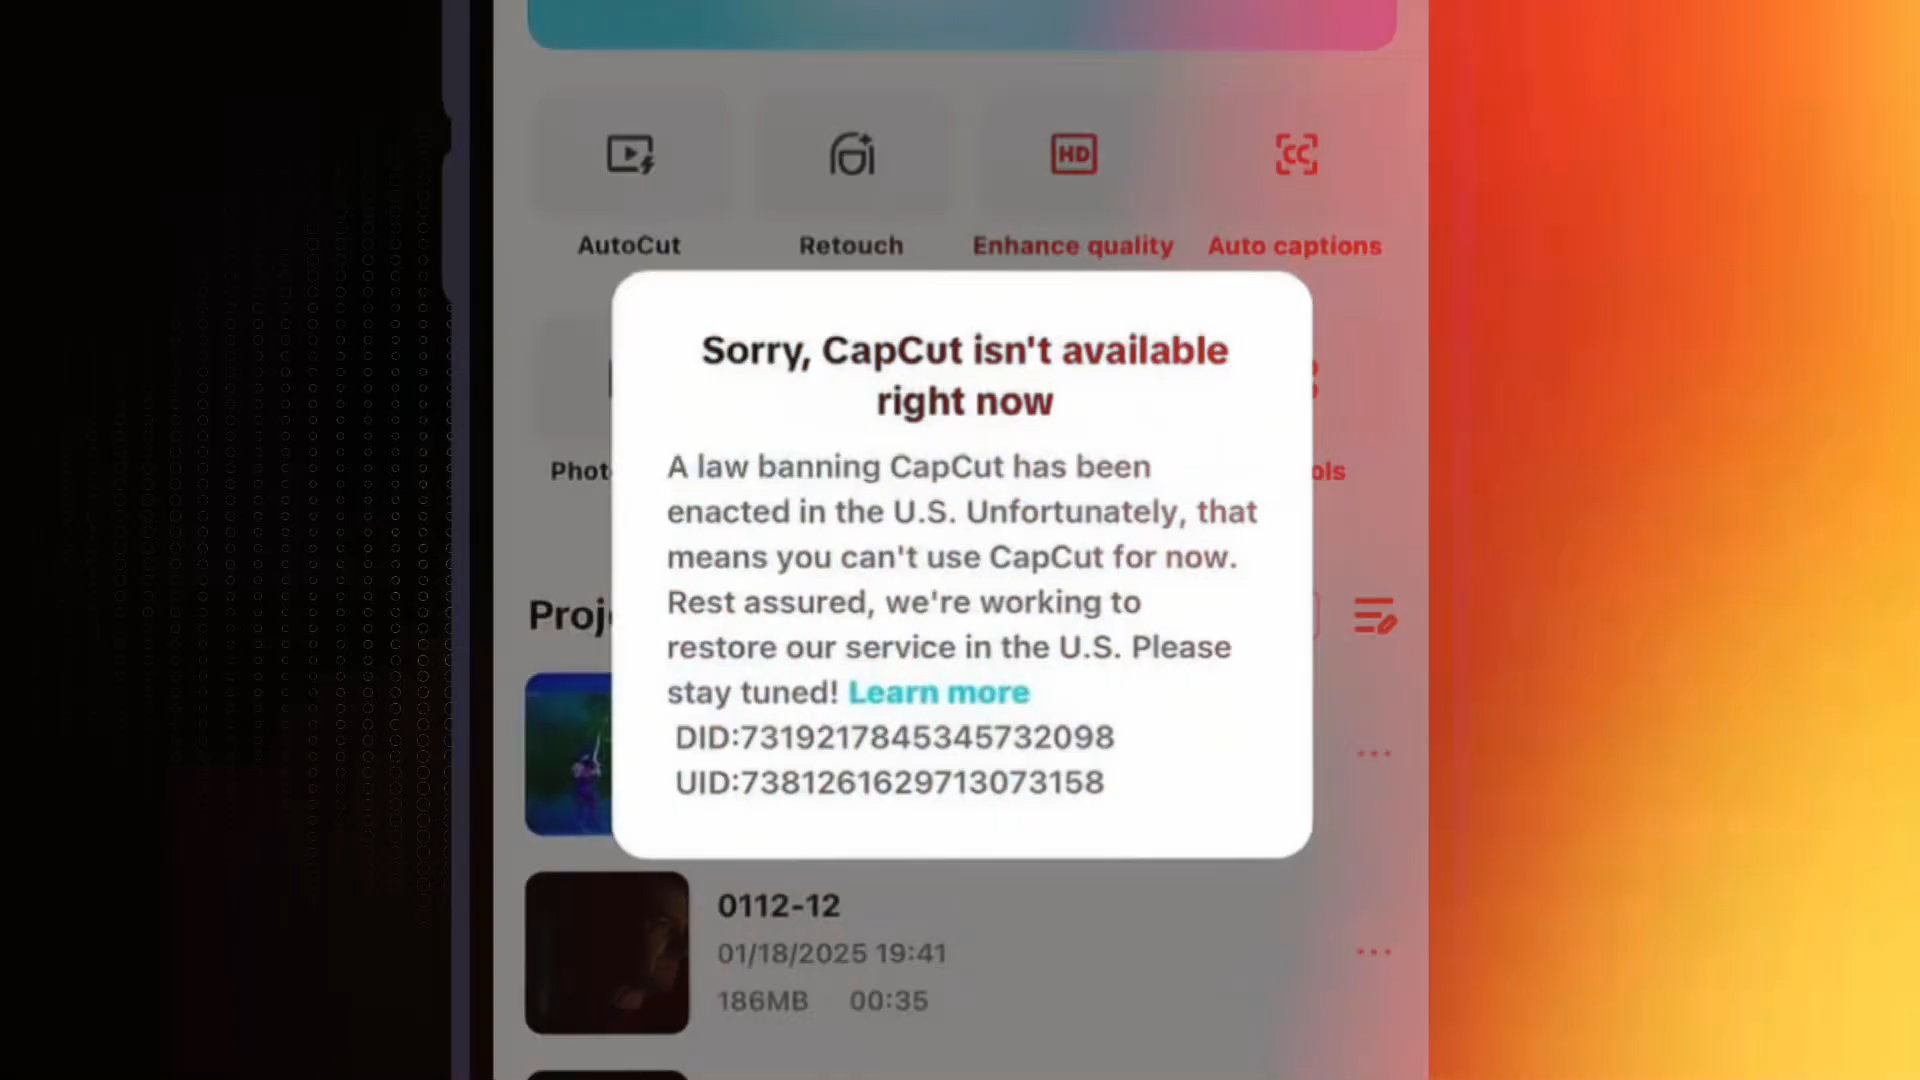 HD
CC
AutoCut
Retouch
Enhance quality
Auto captions
Sorry, CapCut isn't available
right now
A law banning CapCut has been
enacted in the U.S. Unfortunately, that
means you can't use CapCut for now.
Rest assured, we're working to
restore our service in the U.S. Please
stay tuned! Learn more
DID:7319217845345732098
UID:7381261629713073158
0112-12
01/18/2025 19:41
186MB 00:35